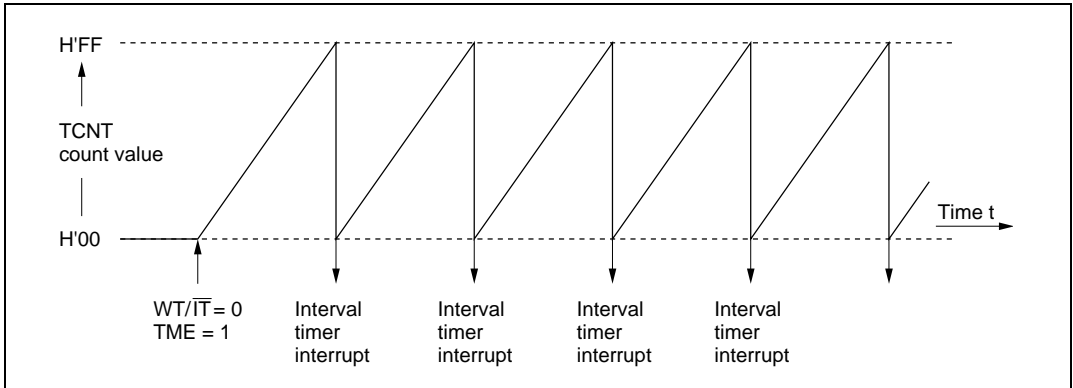 H'FF
TCNT
count value
H'00
Time t
WT/I̅T̅ = 0
TME = 1
Interval
timer
interrupt
Interval
timer
interrupt
Interval
timer
interrupt
Interval
timer
interrupt